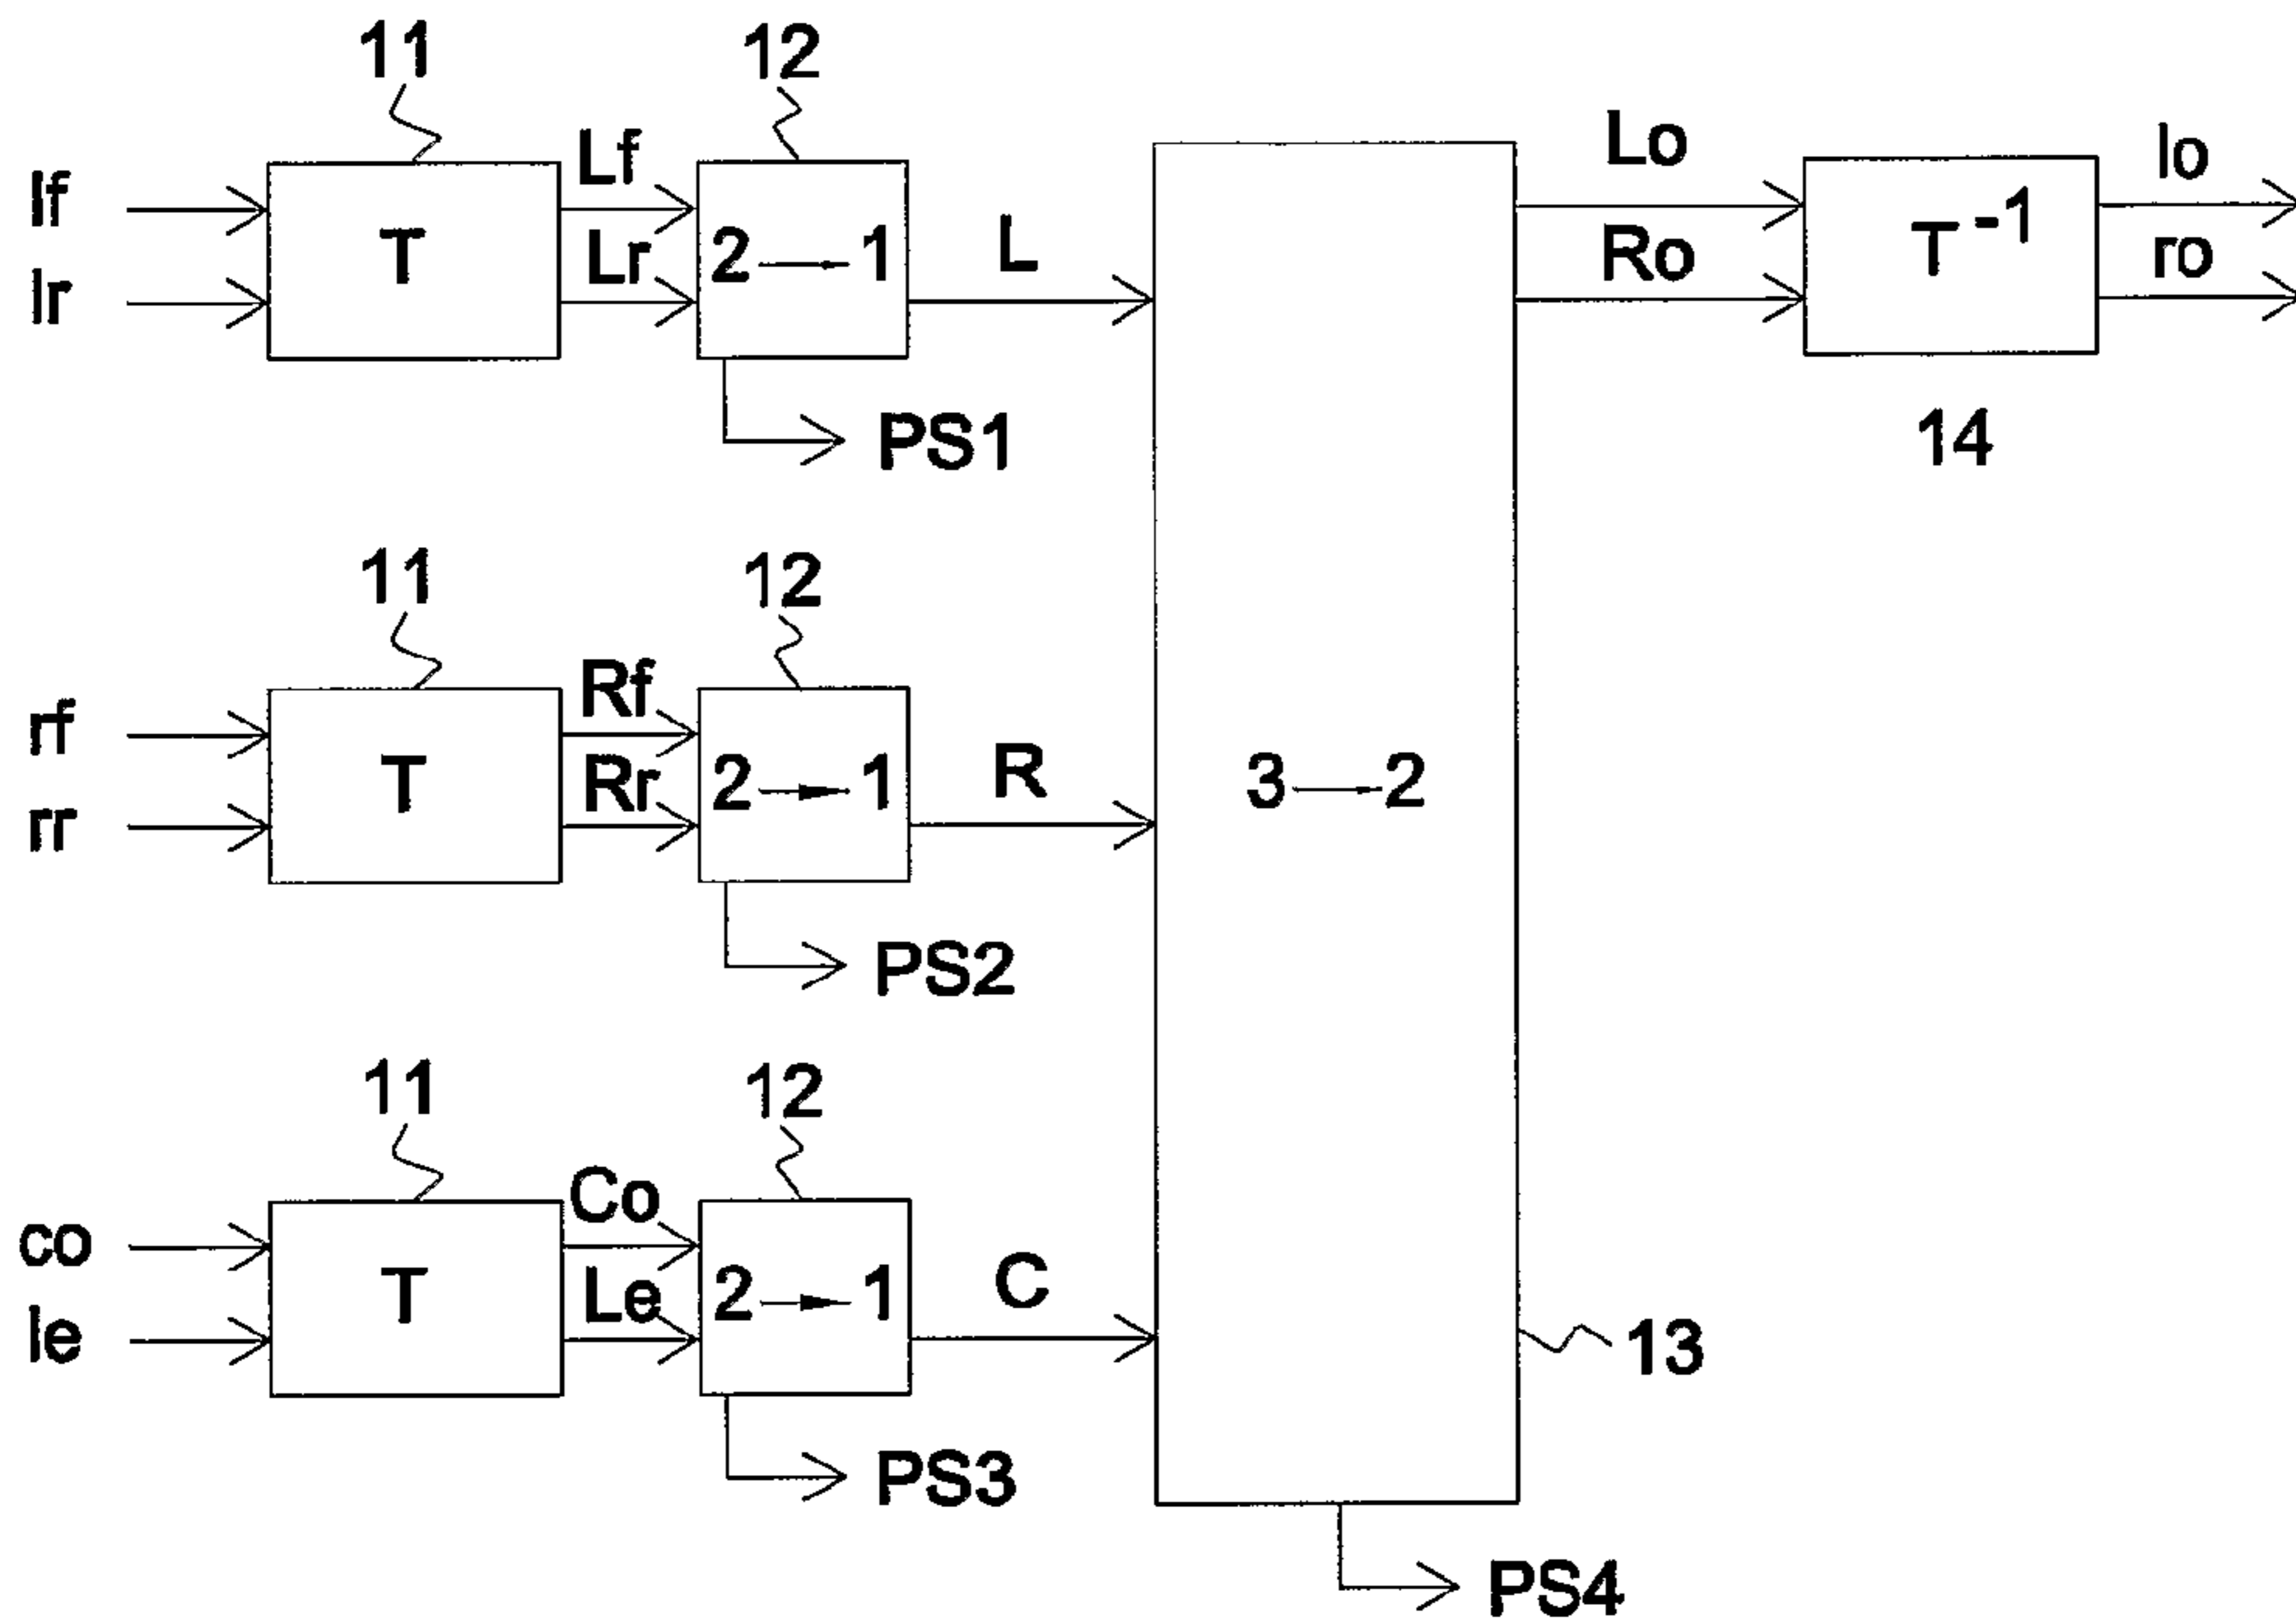 11
12
lf
lr
T
Lf
Lr
2 → 1
L
PS1
Lo
Ro
T-1
lo
ro
14
11
12
rf
rr
T
Rf
Rr
2 → 1
R
PS2
3 → 2
11
12
co
le
T
Co
Le
2 → 1
C
PS3
13
PS4